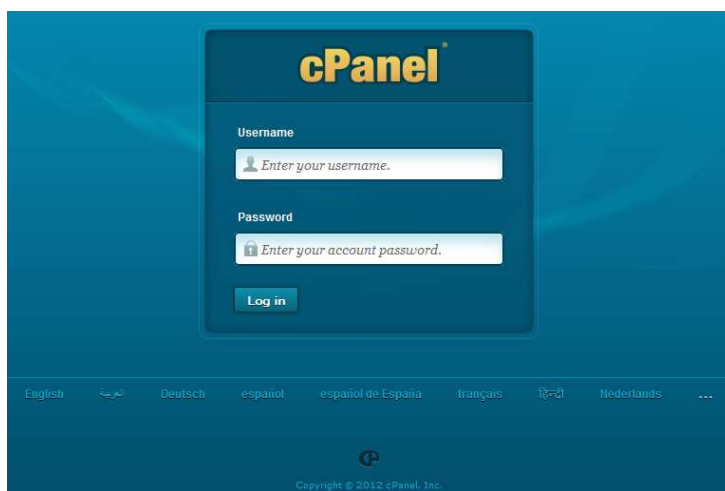 cPanel®
Username
Enter your username.
Password
Enter your account password.
Log in
English العربية Deutsch español español de España français हिन्दी Nederlands ...
cP
Copyright © 2012 cPanel, Inc.